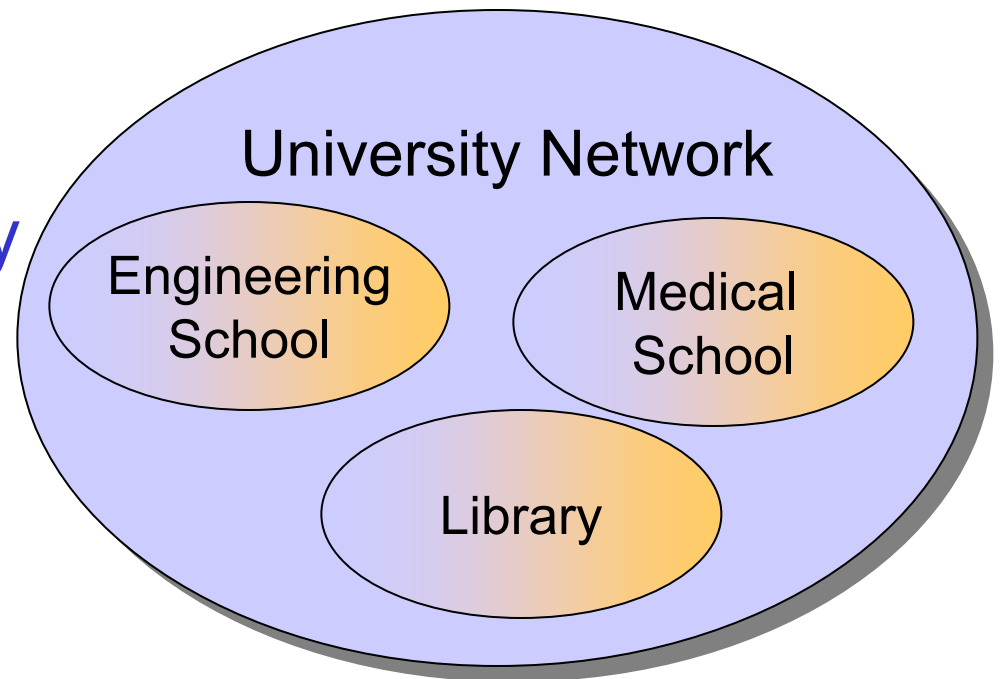 University Network
Engineering
School
Medical
School
Library